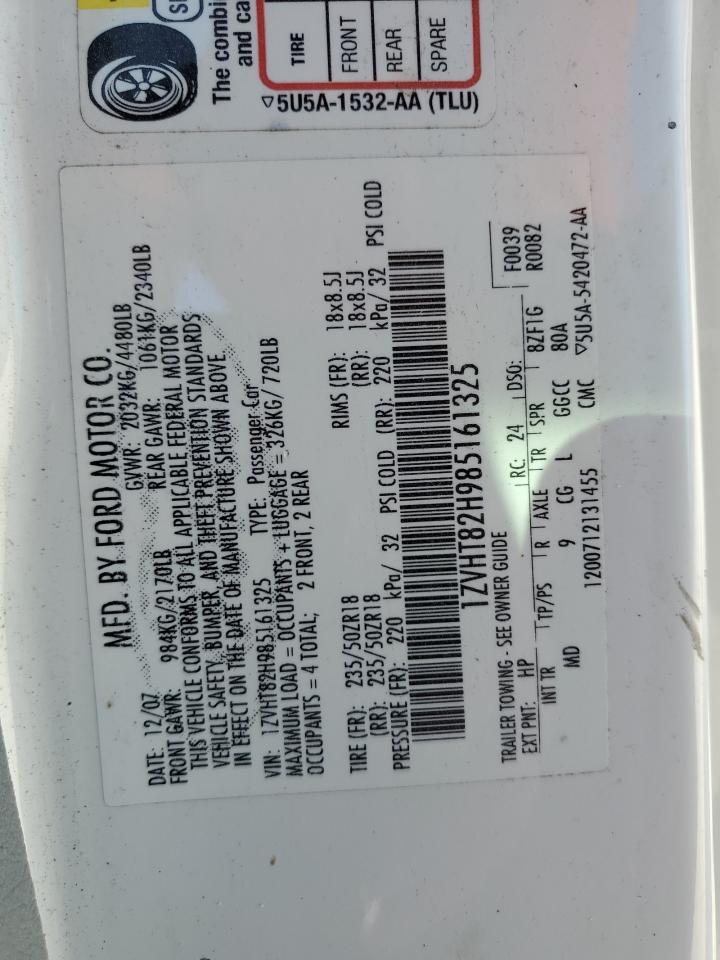 The combi
and ca
TIRE
FRONT
REAR
SPARE
5U5A-1532-AA (TLU)
MFD. BY FORD MOTOR CO.
DATE: 12/07 GVWR: 2032KG/4480LB
FRONT GAWR: 984KG/2170LB REAR GAWR: 1061KG/2340LB
THIS VEHICLE CONFORMS TO ALL APPLICABLE FEDERAL MOTOR
VEHICLE SAFETY, BUMPER, AND THEFT PREVENTION STANDARDS
IN EFFECT ON THE DATE OF MANUFACTURE SHOWN ABOVE
VIN: 1ZVHT82H985161325 TYPE: Passenger Car
MAXIMUM LOAD = OCCUPANTS + LUGGAGE = 326KG/ 720LB
OCCUPANTS = 4 TOTAL; 2 FRONT, 2 REAR
TIRE (FR): 235/50ZR18 RIMS (FR): 18x8.5J
(RR): 235/50ZR18 (RR): 18x8.5J
PRESSURE (FR): 220 kPa/ 32 PSI COLD (RR): 220 kPa/ 32 PSI COLD
1ZVHT82H985161325
TRAILER TOWING - SEE OWNER GUIDE
EXT PNT: HP RC: 24 DSO: F0039
R0082
INT TR TP/PS R AXLE TR SPR 8ZF1G
MD 9 CG L GGCC 80A
1200712131455 CMC 5U5A-5420472-AA